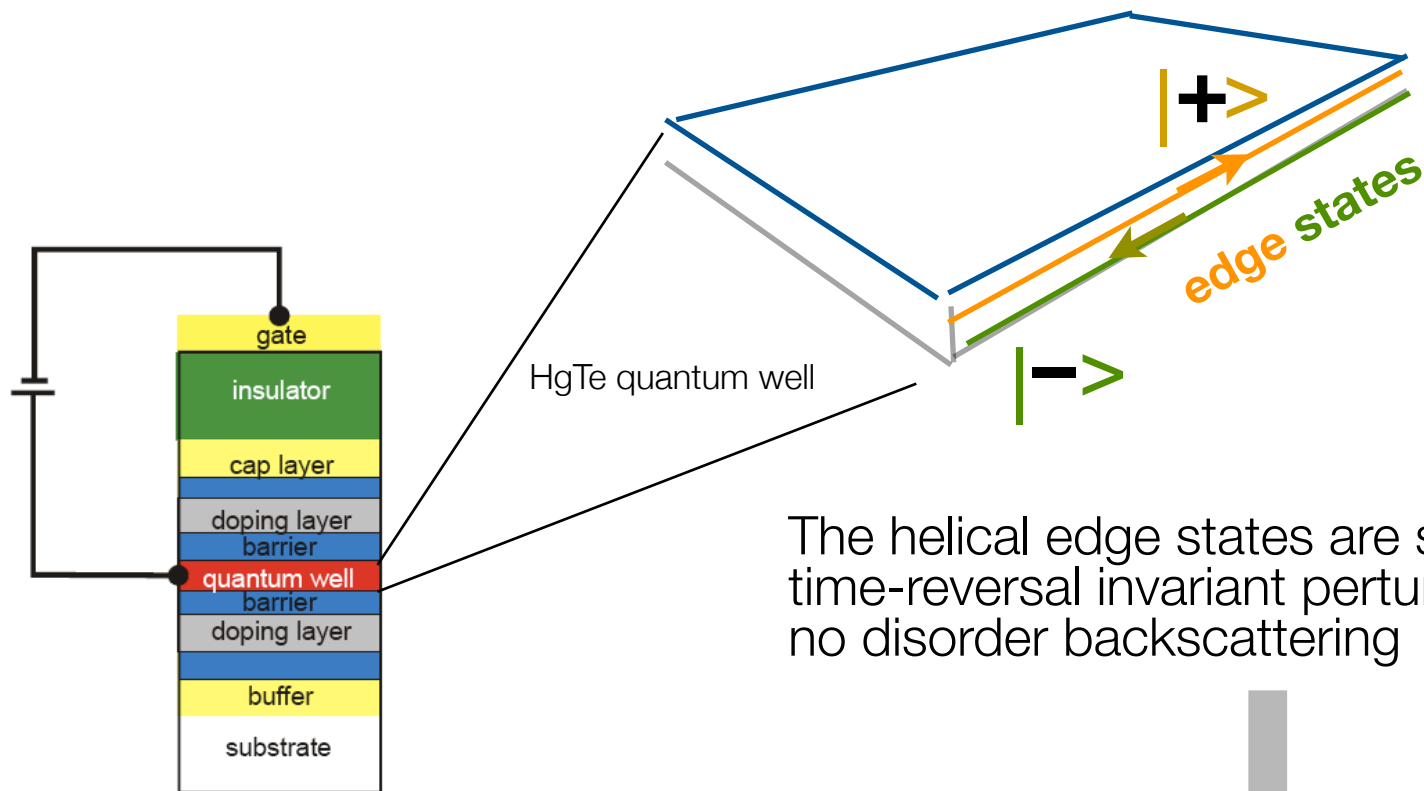 |+>
edge states
gate
insulator
HgTe quantum well
|−>
cap layer
doping layer
barrier
quantum well
barrier
doping layer
buffer
substrate
The helical edge states are
time-reversal invariant
no disorder backscattering